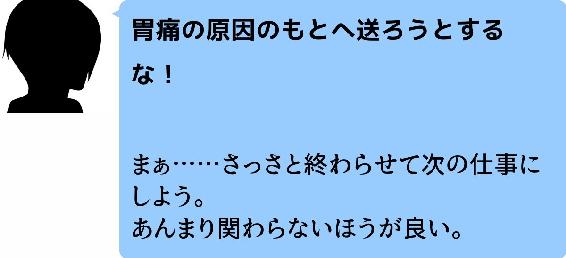 胃痛の原因のもとへ送ろうとする
な！
まぁ……さっさと終わらせて次の仕事に
しよう。
あんまり関わらないほうが良い。